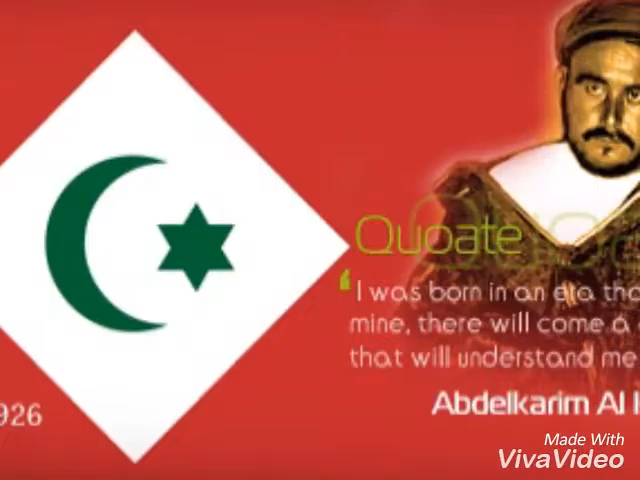 Quoate
I was born in an era
mine, there will come a
that will understand me
Abdelkarim Al
926
Made With
VivaVideo